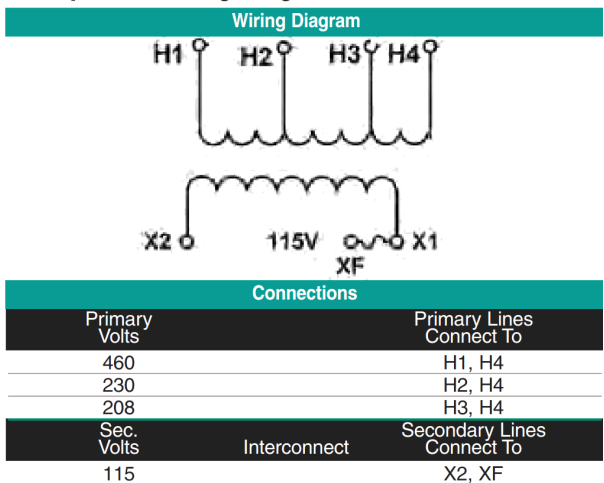 Wiring Diagram
H1 H2 H3 H4
X2 115V X1
XF
Connections
Primary Volts Primary Lines Connect To
460 H1, H4
230 H2, H4
208 H3, H4
Sec. Volts Interconnect Secondary Lines Connect To
115 X2, XF